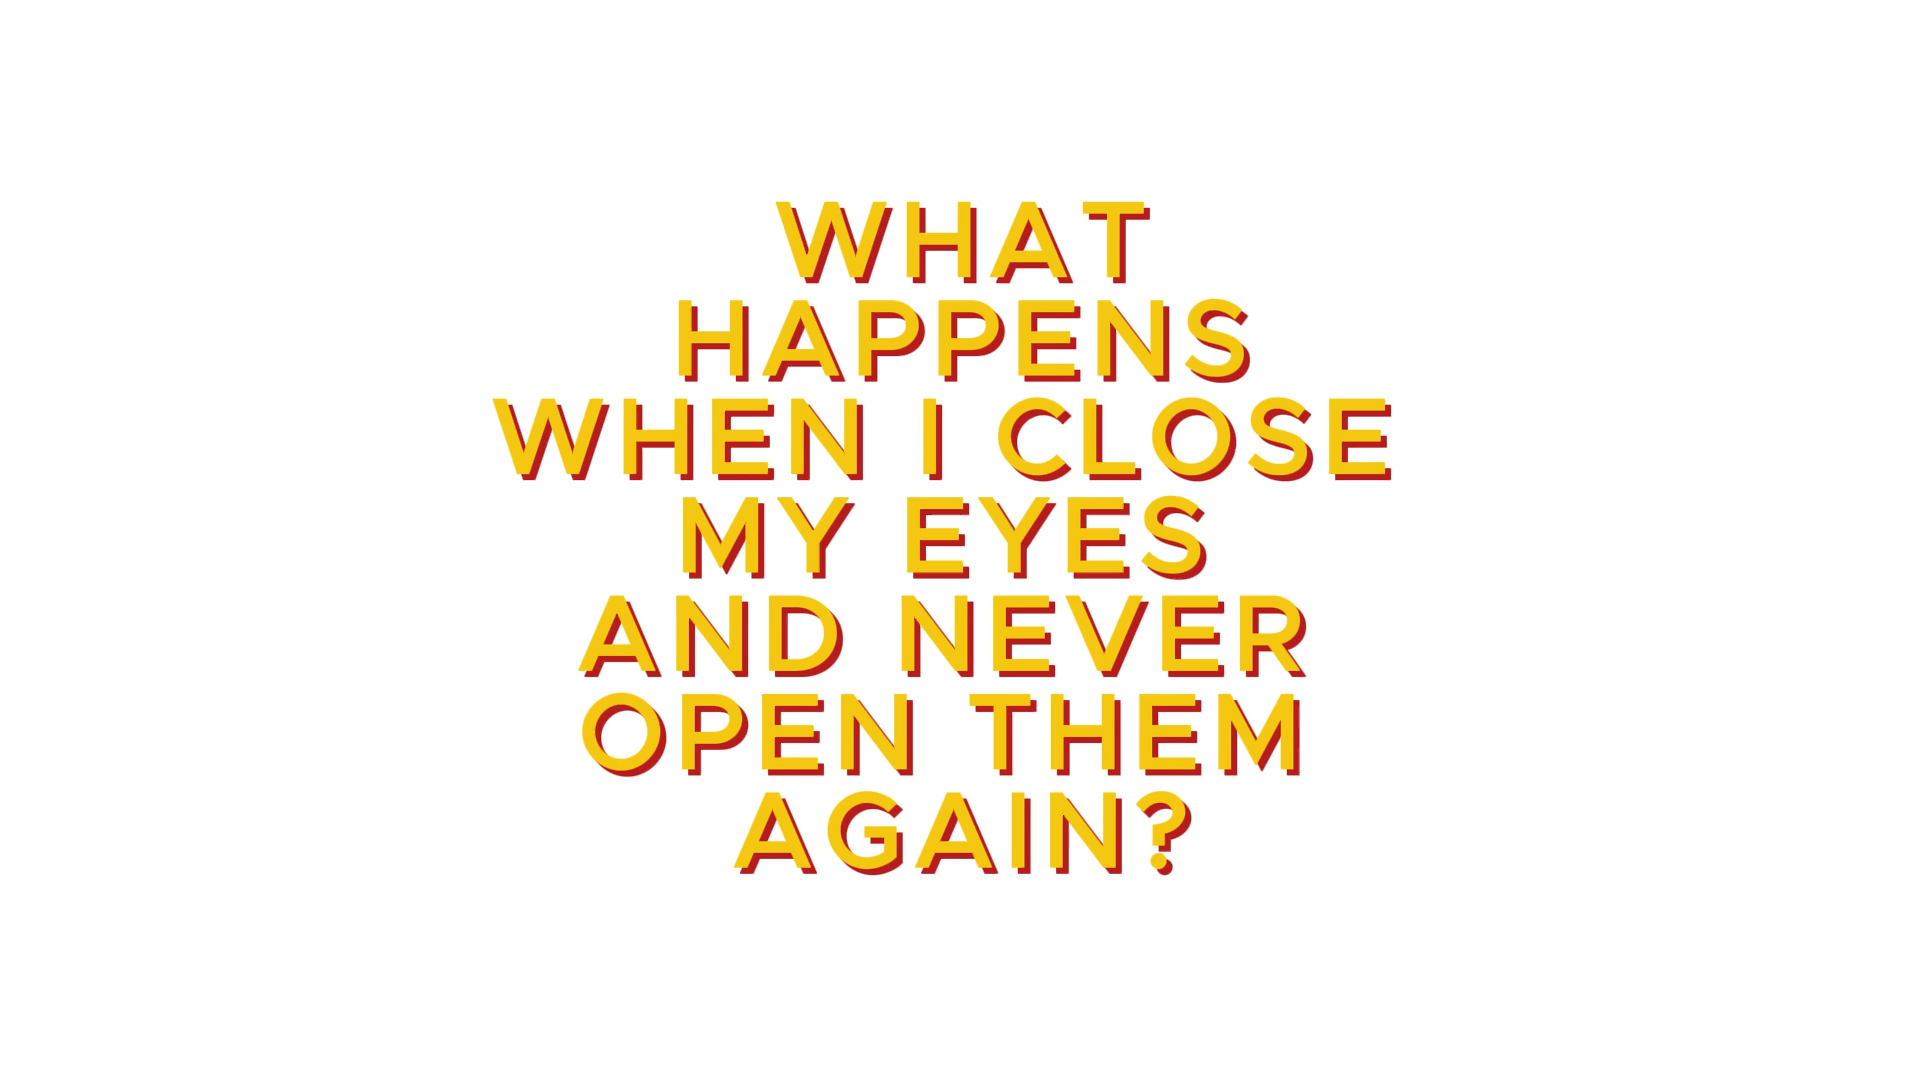 WHAT
HAPPENS
WHEN I CLOSE
MY EYES
AND NEVER
OPEN THEM
AGAIN?